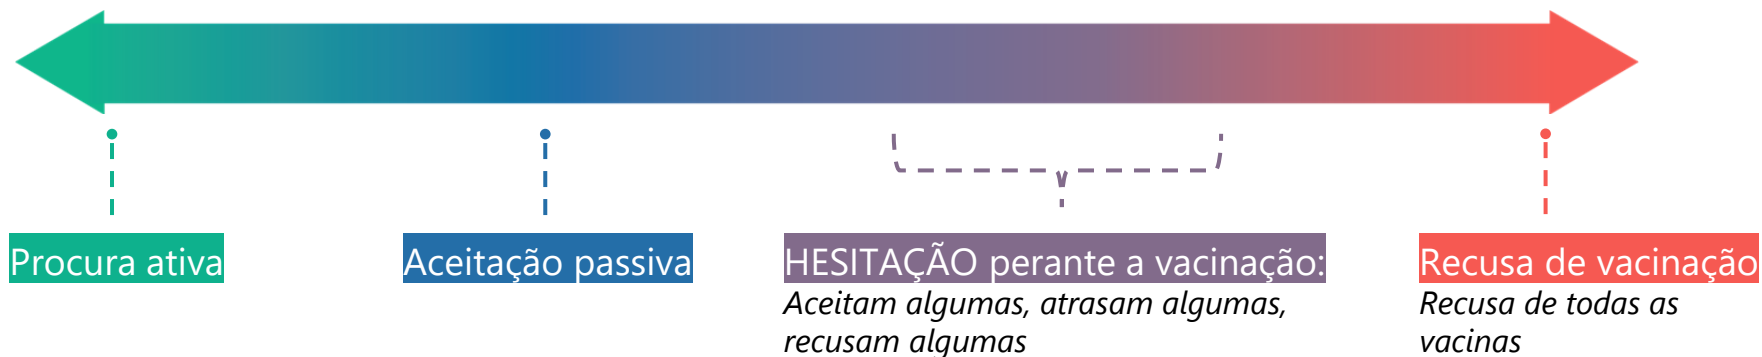 Procura ativa
Aceitação passiva
HESITAÇÃO perante a vacinação:
Aceitam algumas, atrasam algumas,
recusam algumas
Recusa de vacinação
Recusa de todas as
vacinas